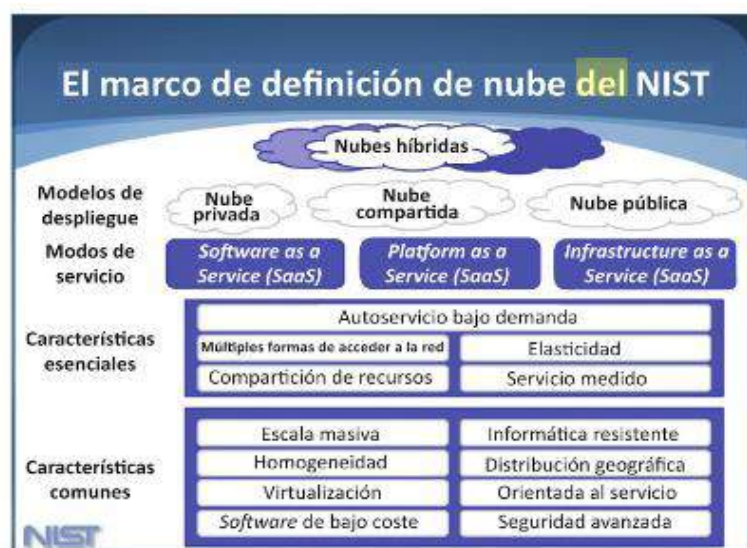 El marco de definición de nube del NIST
Nubes híbridas
Modelos de
despliegue
Nube
privada
Nube
compartida
Nube pública
Modos de
servicio
Software as a
Service (SaaS)
Platform as a
Service (SaaS)
Infrastructure as a
Service (SaaS)
Características
esenciales
Autoservicio bajo demanda
Múltiples formas de acceder a la red
Elasticidad
Compartición de recursos
Servicio medido
Características
comunes
Escala masiva
Informática resistente
Homogeneidad
Distribución geográfica
Virtualización
Orientada al servicio
Software de bajo coste
Seguridad avanzada
NIST